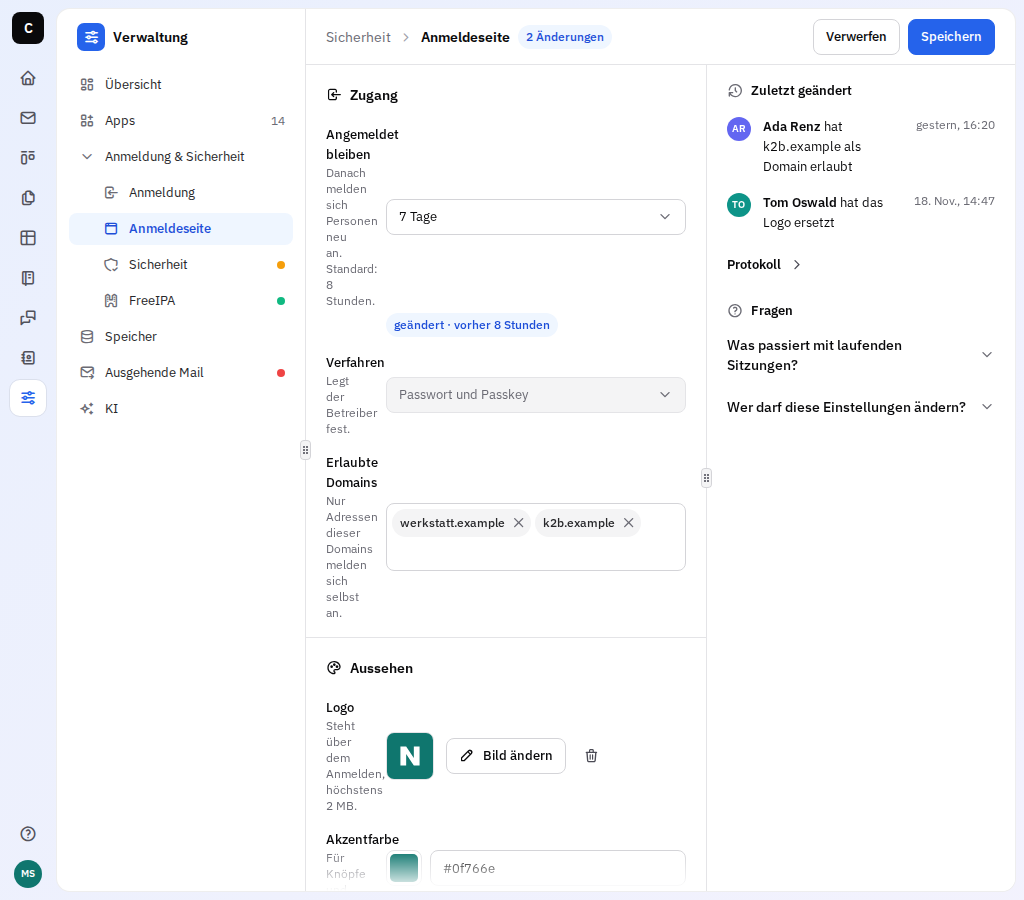 C
Verwaltung
Übersicht
Apps 14
Anmeldung & Sicherheit
Anmeldung
Anmeldeseite
Sicherheit
FreeIPA
Speicher
Ausgehende Mail
KI
MS
Sicherheit > Anmeldeseite 2 Änderungen
Verwerfen
Speichern
Zugang
Angemeldet
bleiben
Danach
melden
sich
Personen
neu
an.
Standard:
8
Stunden.
7 Tage
geändert · vorher 8 Stunden
Verfahren
Legt
der
Betreiber
fest.
Passwort und Passkey
Erlaubte
Domains
Nur
Adressen
dieser
Domains
melden
sich
selbst
an.
werkstatt.example
k2b.example
Aussehen
Logo
Steht
über
dem
Anmelden,
höchstens
2 MB.
N
Bild ändern
Akzentfarbe
Für
Knöpfe
#0f766e
Zuletzt geändert
AR
Ada Renz hat
k2b.example als
Domain erlaubt
gestern, 16:20
TO
Tom Oswald hat das
Logo ersetzt
18. Nov., 14:47
Protokoll
Fragen
Was passiert mit laufenden
Sitzungen?
Wer darf diese Einstellungen ändern?